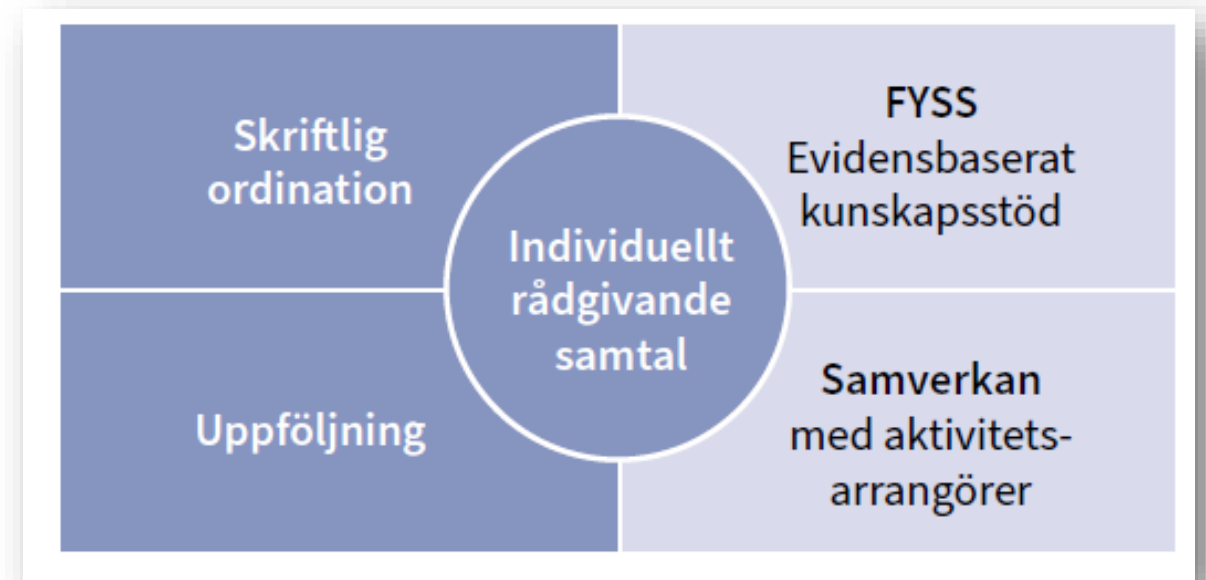 Skriftlig
ordination
FYSS
Evidensbaserat
kunskapsstöd
Individuellt
rådgivande
samtal
Uppföljning
Samverkan
med aktivitets-
arrangörer